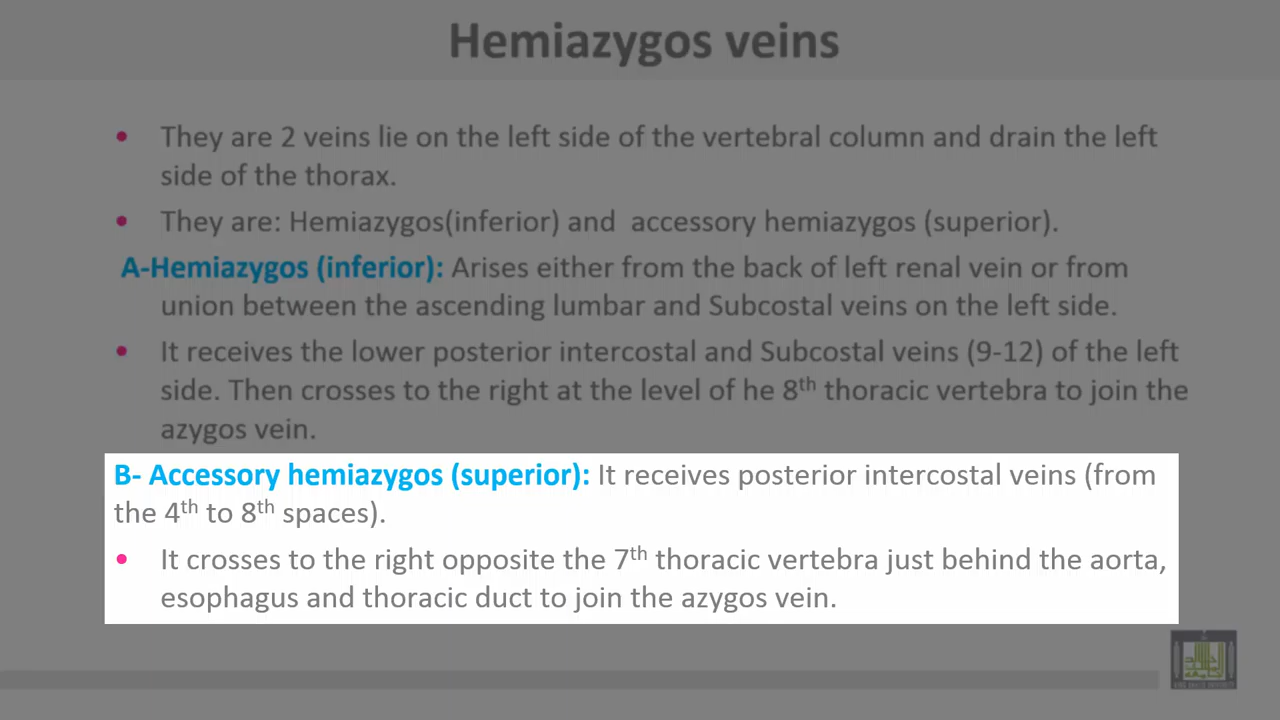 Hemiazygos veins
• They are 2 veins lie on the left side of the vertebral column and drain the left
side of the thorax.
• They are: Hemiazygos(inferior) and accessory hemiazygos (superior).
A-Hemiazygos (inferior): Arises either from the back of left renal vein or from
union between the ascending lumbar and Subcostal veins on the left side.
• It receives the lower posterior intercostal and Subcostal veins (9-12) of the left
side. Then crosses to the right at the level of he 8th thoracic vertebra to join the
azygos vein.
B- Accessory hemiazygos (superior): It receives posterior intercostal veins (from
the 4th to 8th spaces).
• It crosses to the right opposite the 7th thoracic vertebra just behind the aorta,
esophagus and thoracic duct to join the azygos vein.